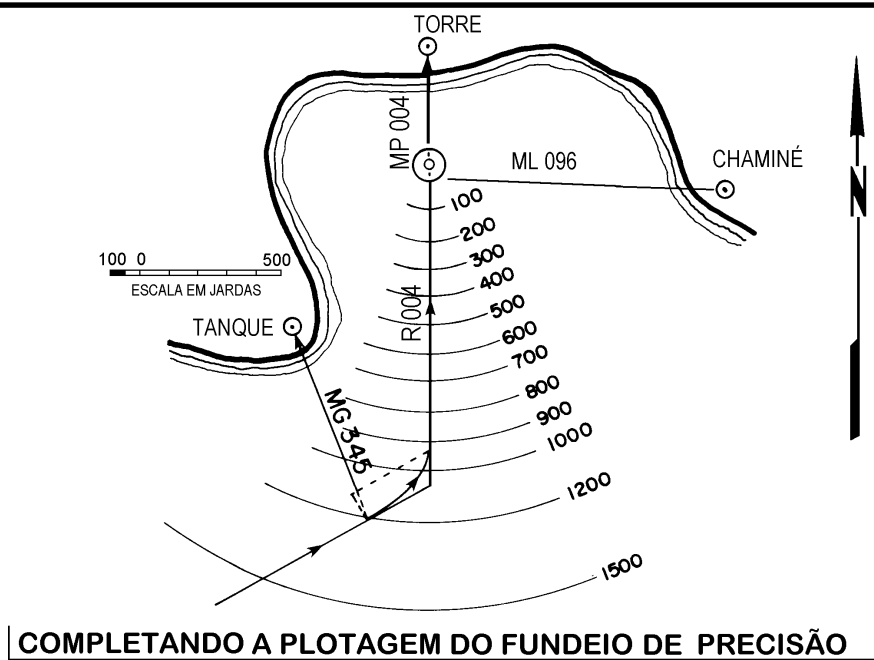 TORRE
MP 004
ML 096
CHAMINÉ
N
100
200
300
400
500
600
700
800
900
1000
1200
1500
100 0 500
ESCALA EM JARDAS
TANQUE
R 004
MG 345
COMPLETANDO A PLOTAGEM DO FUNDEIO DE PRECISÃO